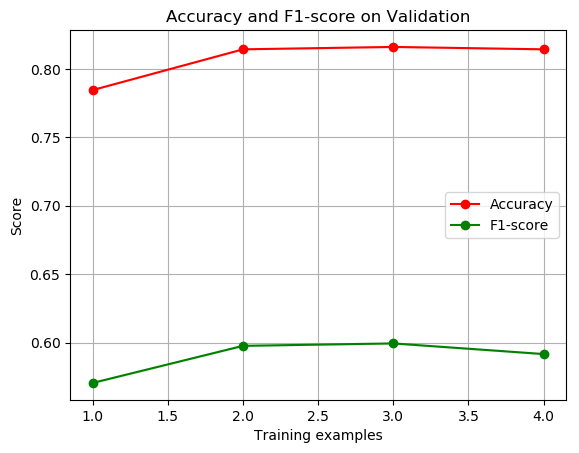 Accuracy and F1-score on Validation
0.80
0.75
0.70
0.65
0.60
Score
Accuracy
F1-score
1.0 1.5 2.0 2.5 3.0 3.5 4.0
Training examples